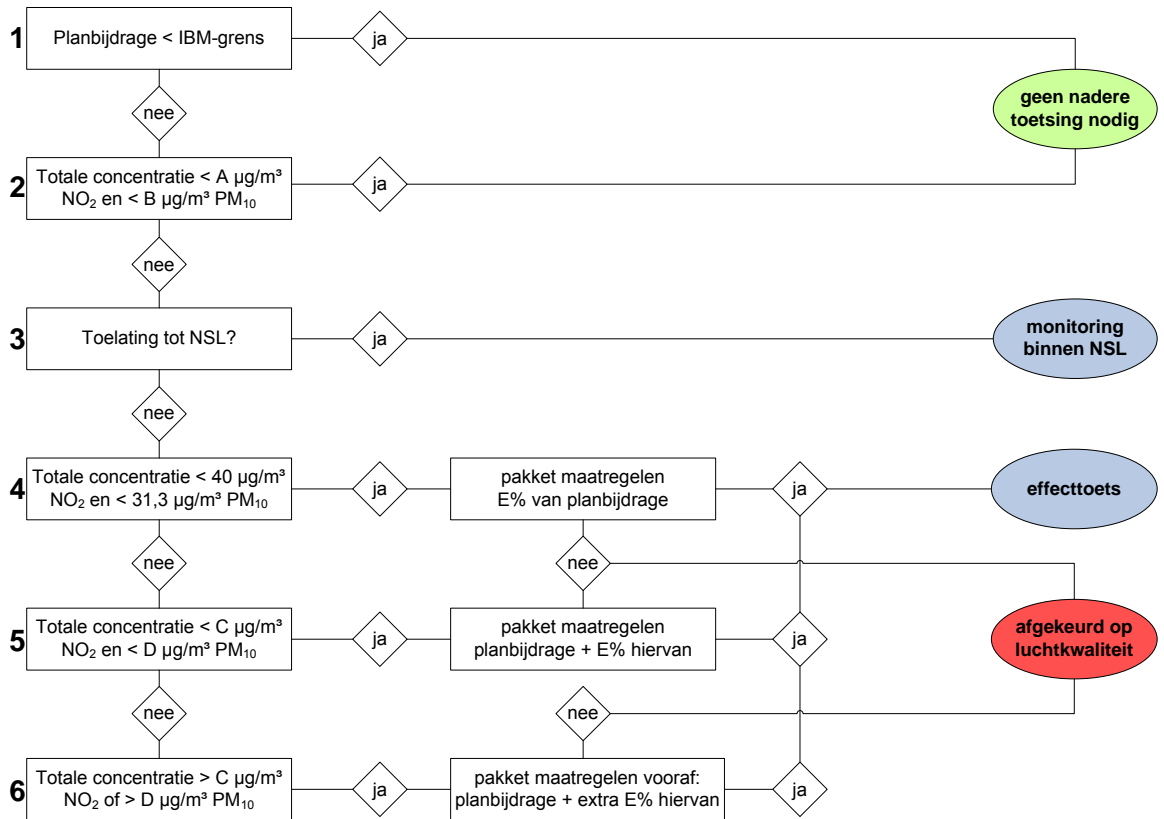 1
Planbijdrage < IBM-grens
ja
nee
geen nadere
toetsing nodig
2
Totale concentratie < A µg/m³
NO₂ en < B µg/m³ PM₁₀
ja
nee
3
Toelating tot NSL?
ja
monitoring
binnen NSL
nee
4
Totale concentratie < 40 µg/m³
NO₂ en < 31,3 µg/m³ PM₁₀
ja
pakket maatregelen
E% van planbijdrage
ja
effecttoets
nee
nee
5
Totale concentratie < C µg/m³
NO₂ en < D µg/m³ PM₁₀
ja
pakket maatregelen
planbijdrage + E% hiervan
ja
afgekeurd op
luchtkwaliteit
nee
nee
6
Totale concentratie > C µg/m³
NO₂ of > D µg/m³ PM₁₀
ja
pakket maatregelen vooraf:
planbijdrage + extra E% hiervan
ja